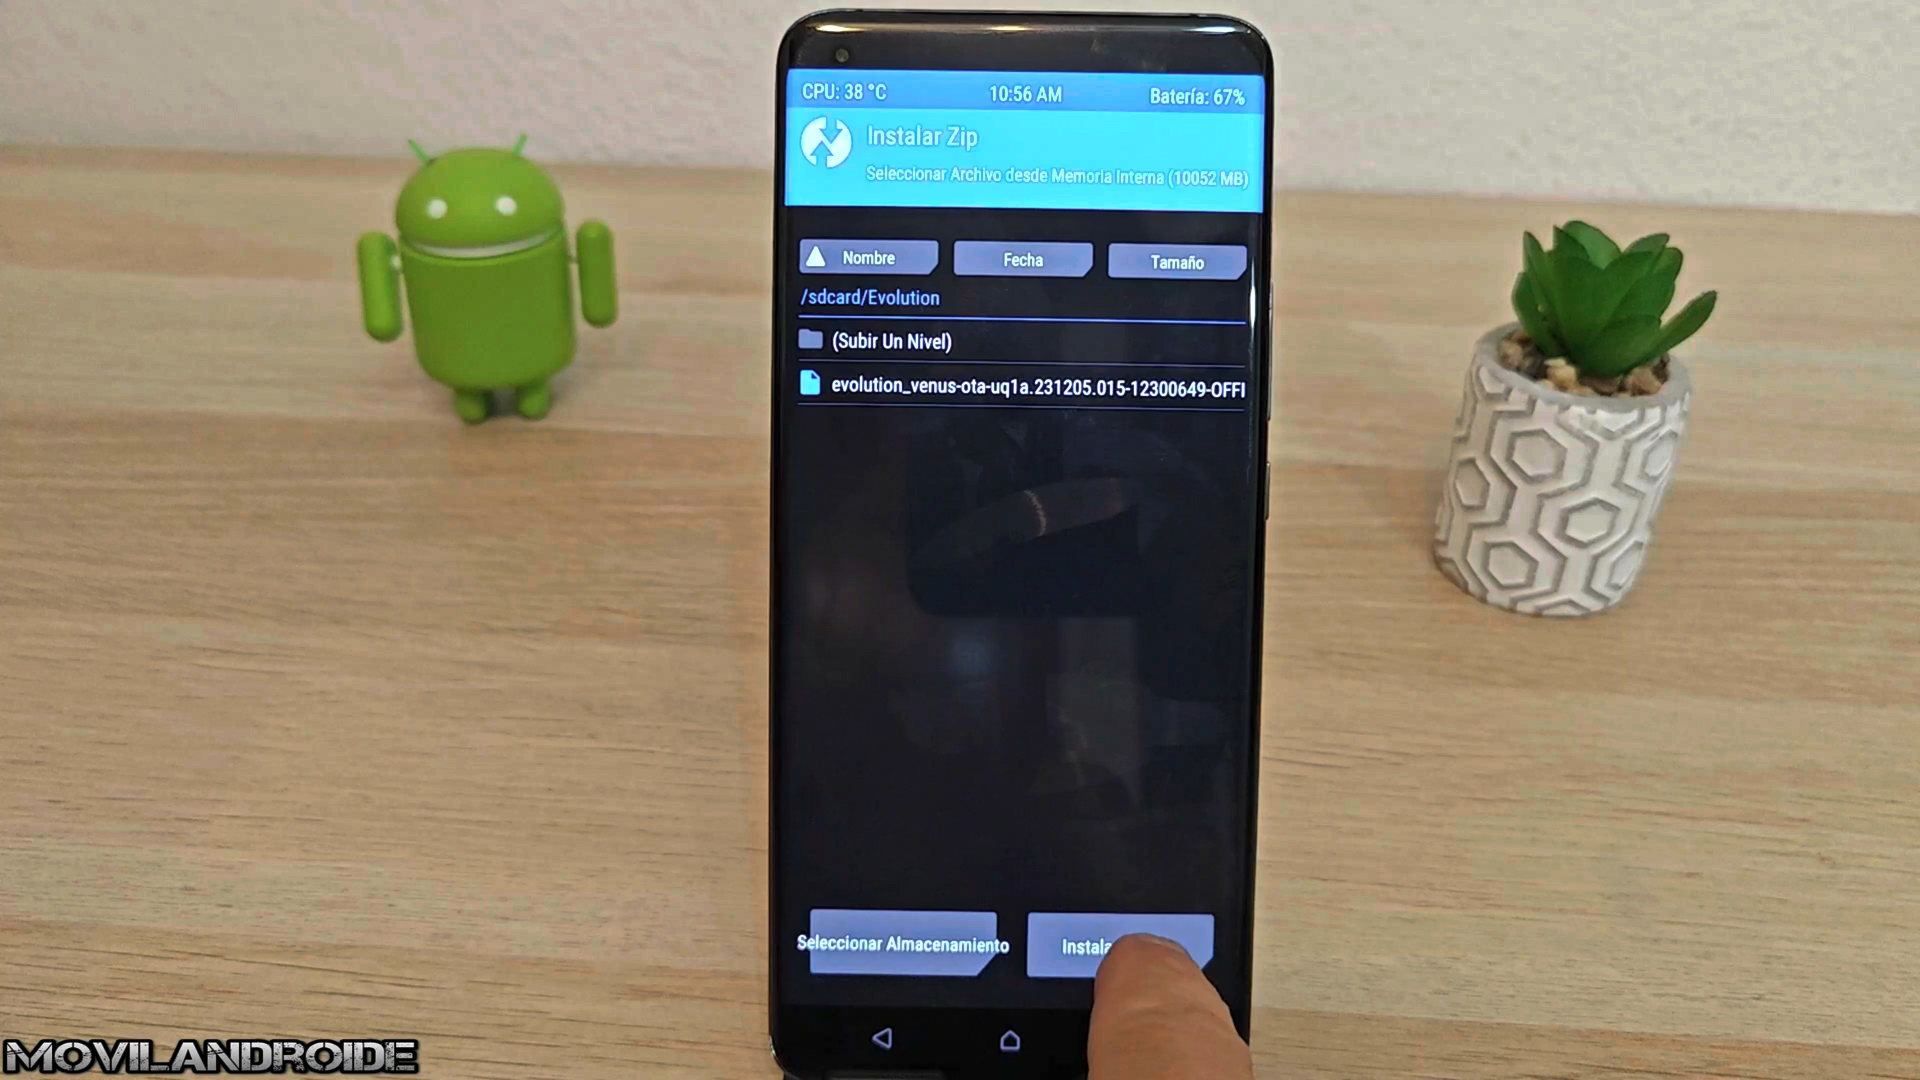 CPU: 38 °C 10:56 AM Batería: 67%
Instalar Zip
Seleccionar Archivo desde Memoria Interna (10052 MB)
Nombre Fecha Tamaño
/sdcard/Evolution
(Subir Un Nivel)
evolution_venus-ota-uq1a.231205.015-12300649-OFFI
Seleccionar Almacenamiento Instala
MOVILANDROIDE